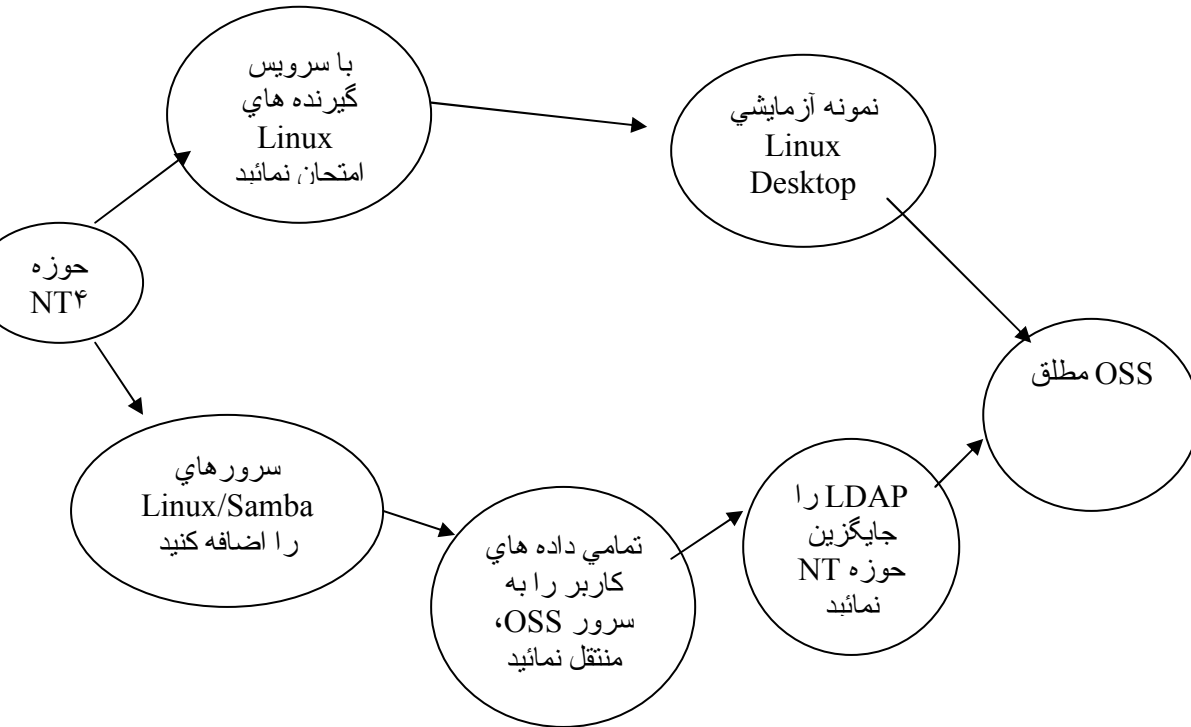 با سرويس
گيرنده هاي
Linux
امتحان نمائيد
نمونه آزمايشي
Linux
Desktop
حوزه
NT۴
OSS مطلق
سرورهاي
Linux/Samba
را اضافه كنيد
تمامي داده هاي
كاربر را به
سرور OSS،
منتقل نمائيد
LDAP را
جايگزين
حوزه NT
نمائيد